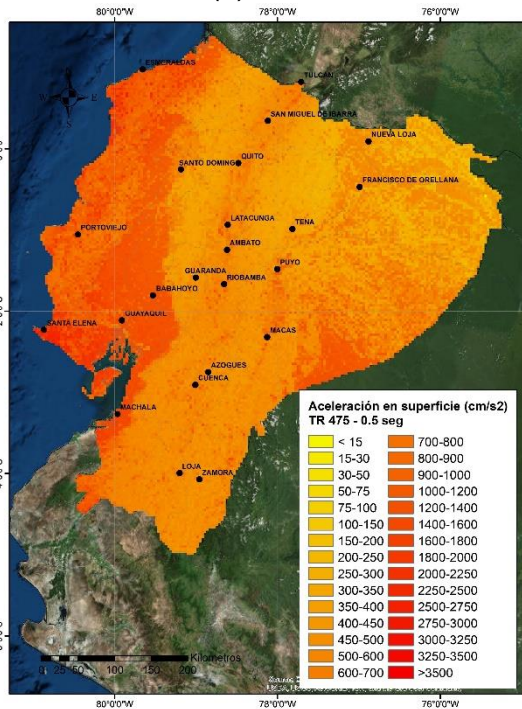 80°0'0"W 78°0'0"W 76°0'0"W
ESMERALDAS
TULCAN
SAN MIGUEL DE IBARRA
NUEVA LOJA
QUITO
SANTO DOMINGO
FRANCISCO DE ORELLANA
LATACUNGA
TENA
PORTOVIEJO
AMBATO
PUYO
GUARANDA
RIOBAMBA
BABAHOYO
GUAYAQUIL
SANTA ELENA
MACAS
AZOGUES
CUENCA
MACHALA
LOJA
ZAMORA
Aceleración en superficie (cm/s2)
TR 475 - 0.5 seg
< 15 700-800
15-30 800-900
30-50 900-1000
50-75 1000-1200
75-100 1200-1400
100-150 1400-1600
150-200 1600-1800
200-250 1800-2000
250-300 2000-2250
300-350 2250-2500
350-400 2500-2750
400-450 2750-3000
450-500 3000-3250
500-600 3250-3500
600-700 >3500
Kilometros
0 25 50 100 150 200
80°0'0"W 78°0'0"W 76°0'0"W